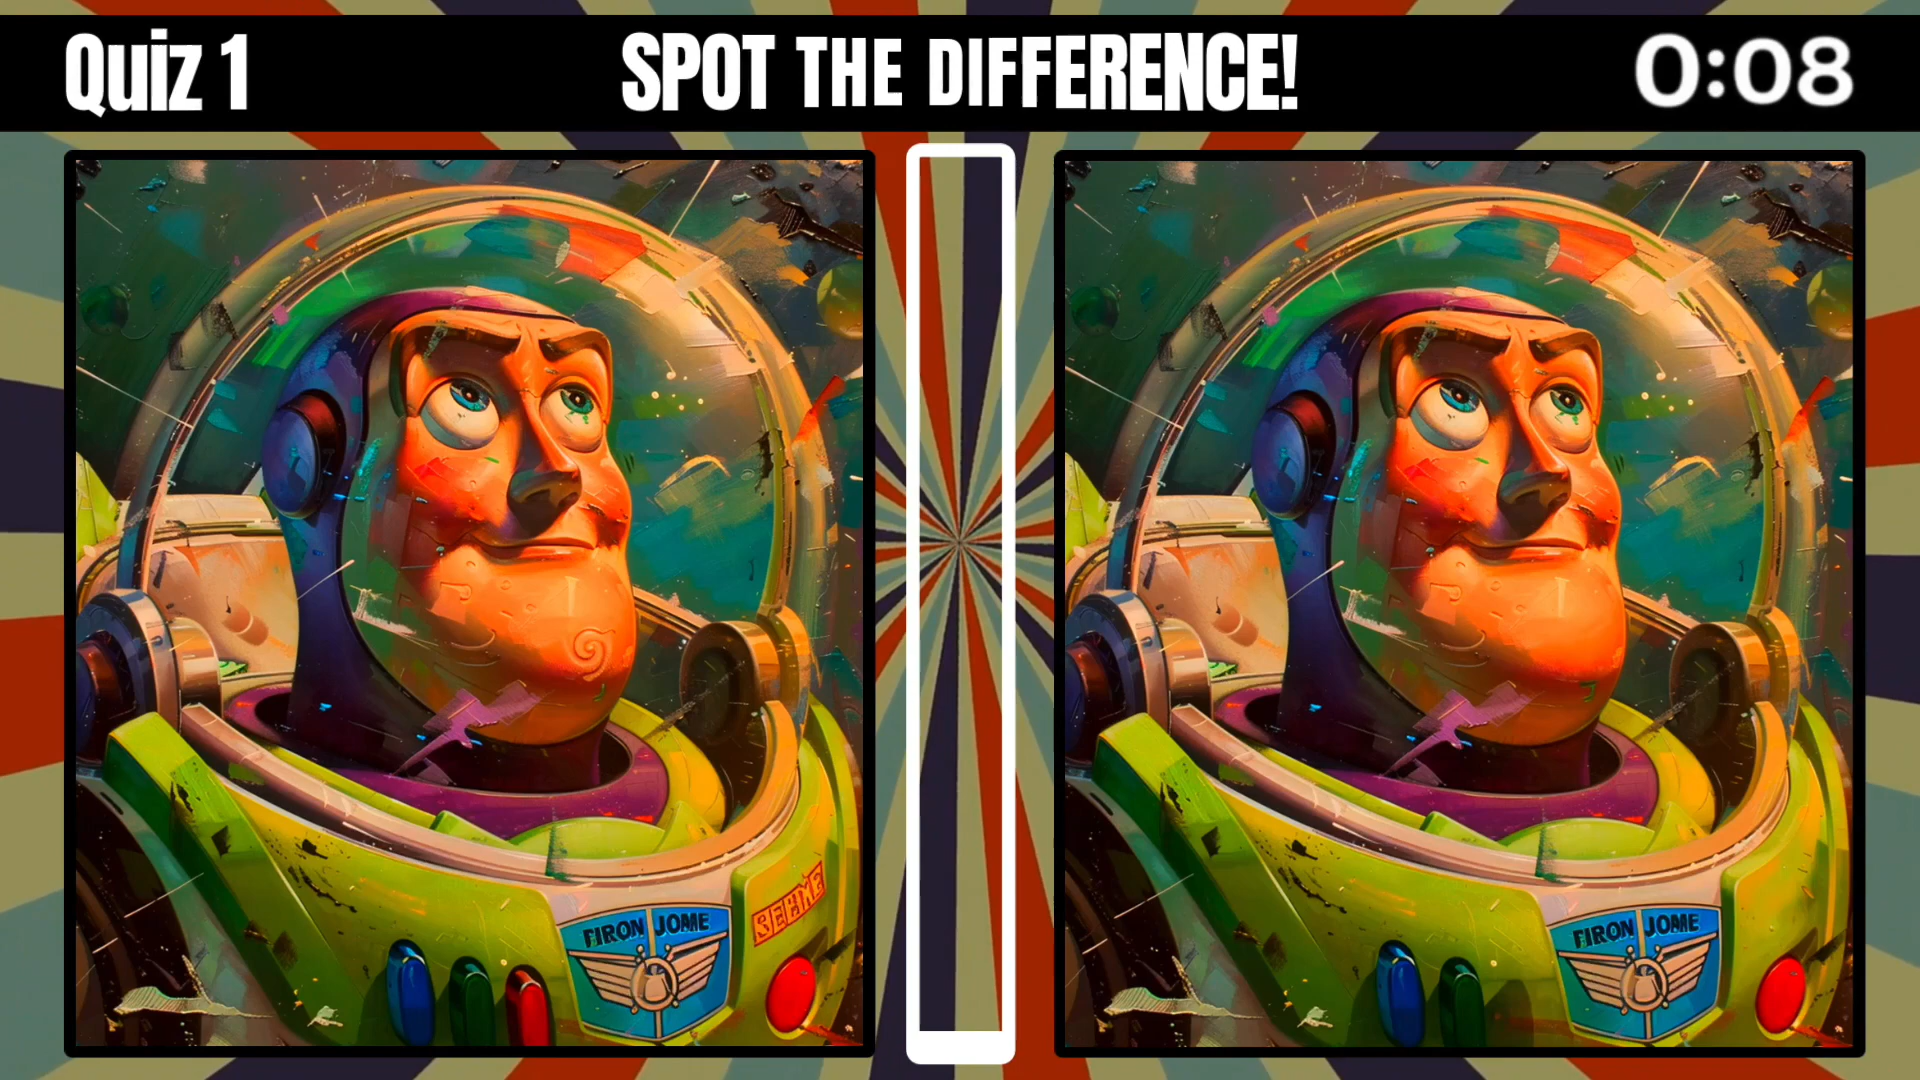 Quiz 1
SPOT THE DIFFERENCE!
0:08
FIRON JOME
FIRON JOME